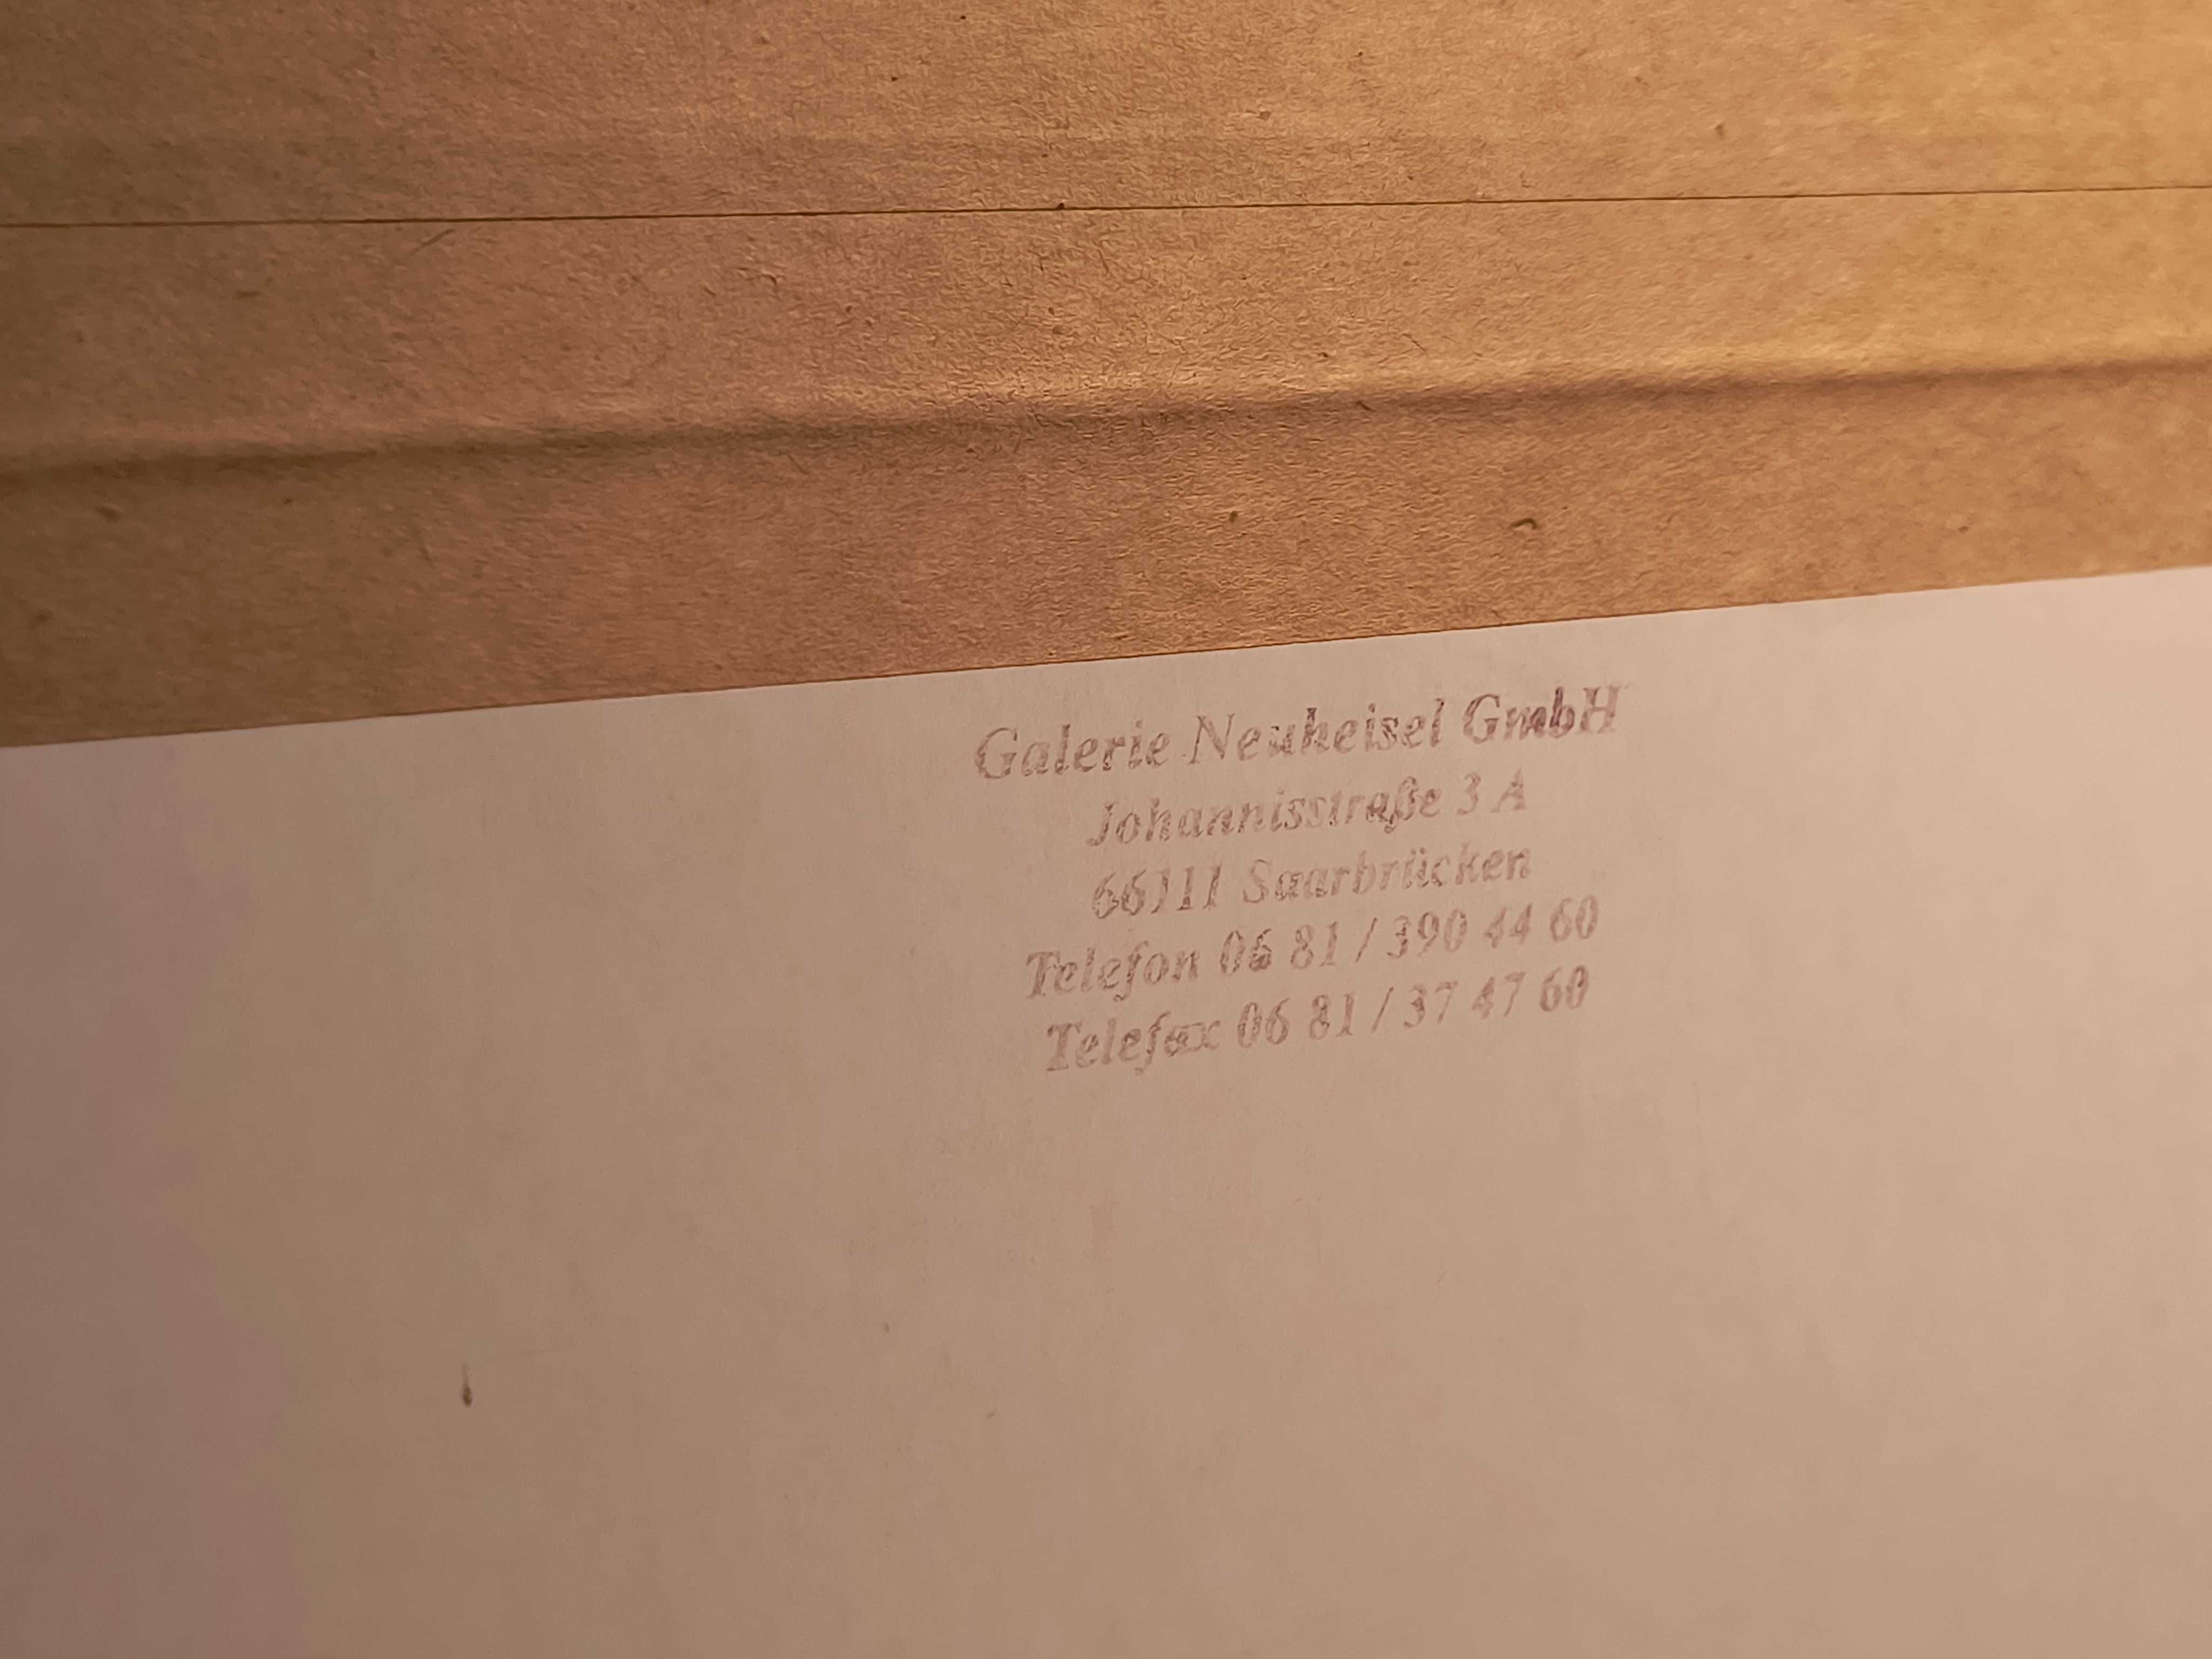 Galerie Neuheisel GmbH
Johannisstraße 3 A
66111 Saarbrücken
Telefon 06 81 / 390 44 60
Telefax 06 81 / 37 47 60